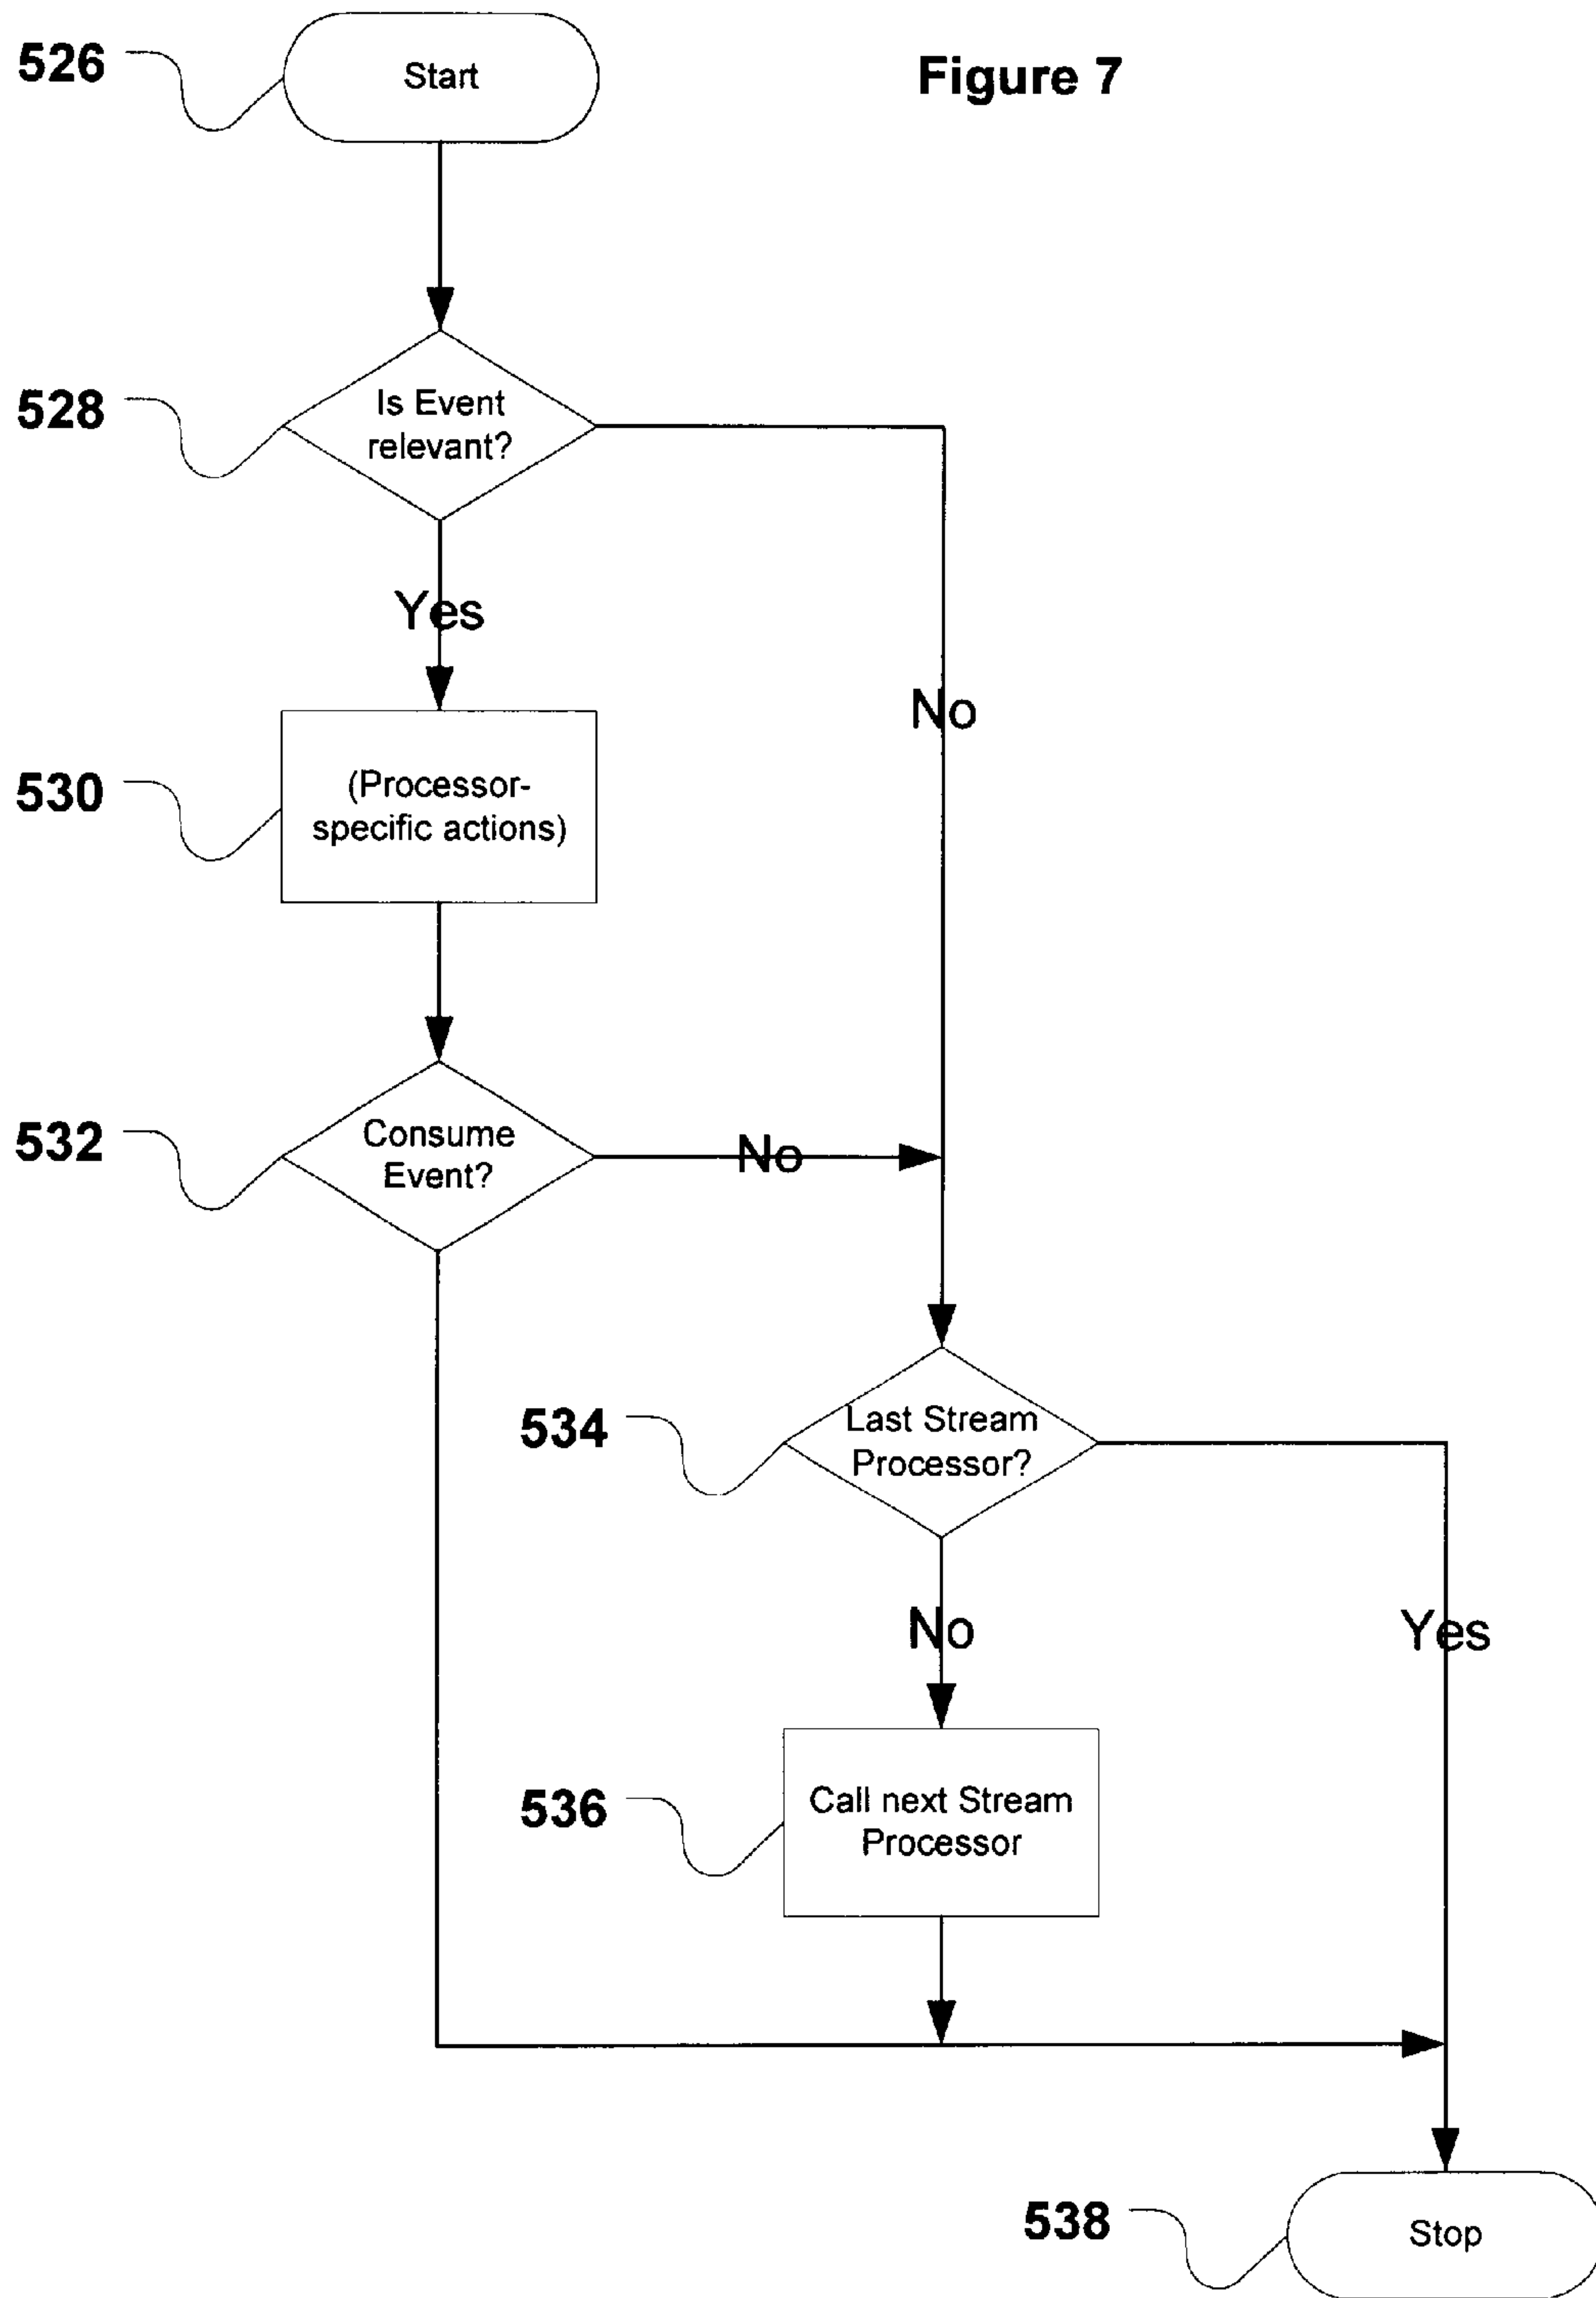 526
Start
Figure 7
528
Is Event
relevant?
Yes
No
530
(Processor-
specific actions)
532
Consume
Event?
No
534
Last Stream
Processor?
No
Yes
536
Call next Stream
Processor
538
Stop